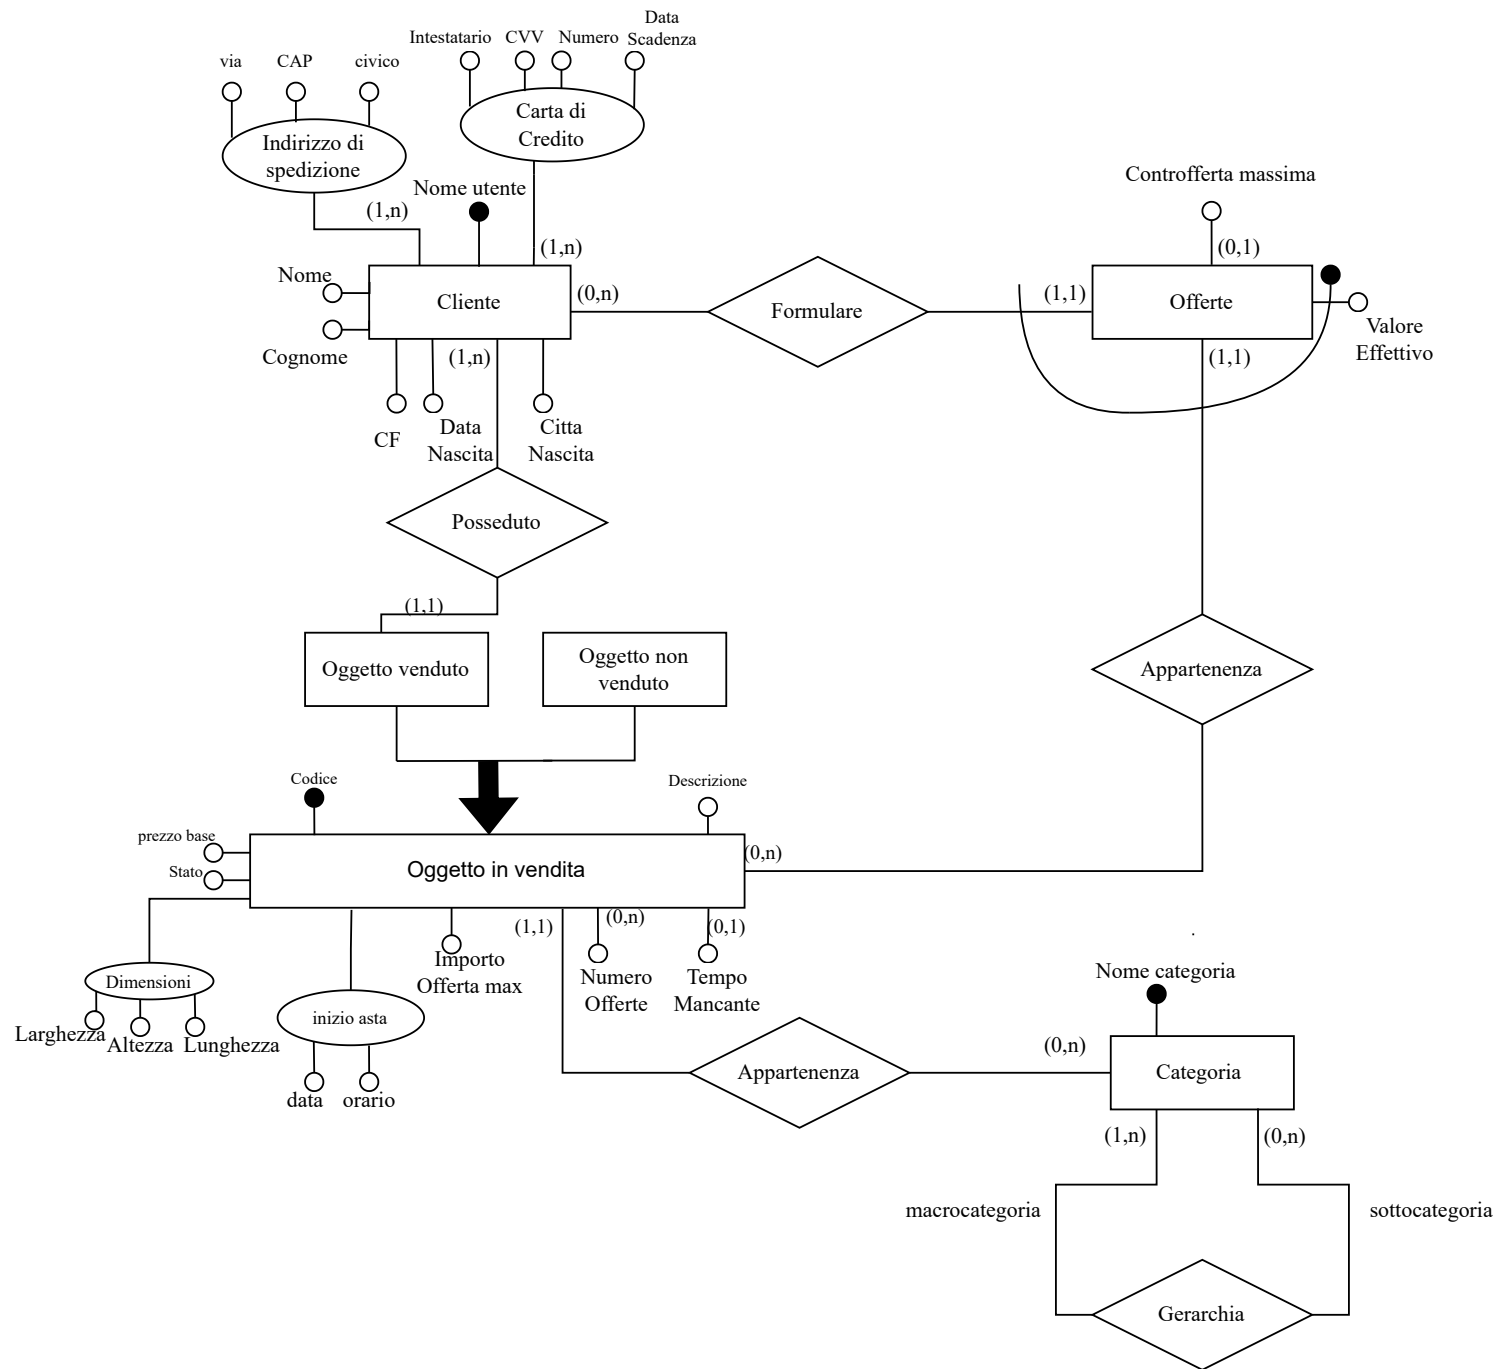 Data
Intestatario
CVV
Numero
Scadenza
via
CAP
civico
Carta di
Credito
Indirizzo di
spedizione
Nome utente
Controfferta massima
(1,n)
(1,n)
(0,1)
Nome
Cliente
(0,n)
Formulare
(1,1)
Offerte
Valore
Effettivo
Cognome
(1,n)
(1,1)
CF
Data
Nascita
Citta
Nascita
Posseduto
(1,1)
Oggetto venduto
Oggetto non
venduto
Appartenenza
Codice
Descrizione
prezzo base
Stato
Oggetto in vendita
(0,n)
(1,1)
(0,n)
(0,1)
Importo
Offerta max
Numero
Offerte
Tempo
Mancante
.
Nome categoria
Dimensioni
inizio asta
Larghezza
Altezza
Lunghezza
data
orario
Appartenenza
(0,n)
Categoria
(1,n)
(0,n)
macrocategoria
sottocategoria
Gerarchia